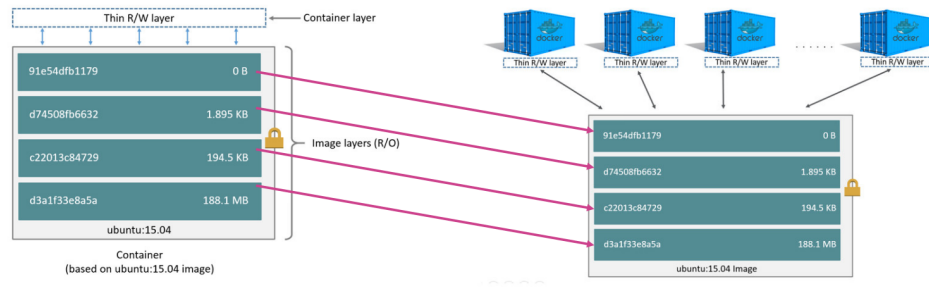 Thin R/W layer
Container layer
91e54dfb1179 0 B
d74508fb6632 1.895 KB
c22013c84729 194.5 KB
d3a1f33e8a5a 188.1 MB
ubuntu:15.04
Image layers (R/O)
Container
(based on ubuntu:15.04 image)
docker
docker
docker
docker
Thin R/W layer
Thin R/W layer
Thin R/W layer
Thin R/W layer
91e54dfb1179 0 B
d74508fb6632 1.895 KB
c22013c84729 194.5 KB
d3a1f33e8a5a 188.1 MB
ubuntu:15.04 Image